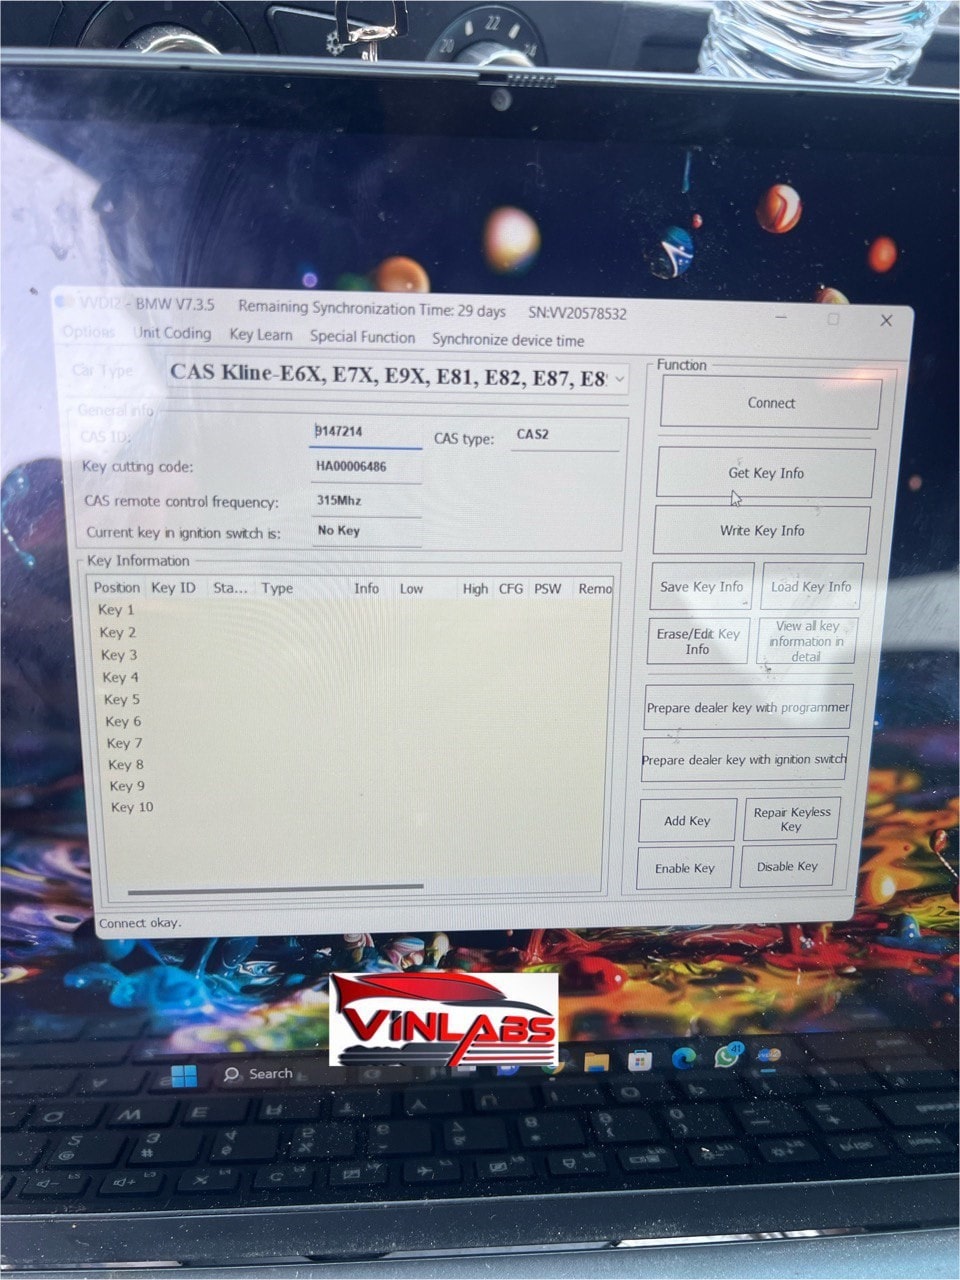 20 22 24
VVDI2 - BMW V7.3.5 Remaining Synchronization Time: 29 days SN:VV20578532
Options Unit Coding Key Learn Special Function Synchronize device time
Car Type CAS Kline-E6X, E7X, E9X, E81, E82, E87, E8
General info
CAS ID: 9147214 CAS type: CAS2
Key cutting code: HA00006486
CAS remote control frequency: 315Mhz
Current key in ignition switch is: No Key
Key Information
Position Key ID Sta... Type Info Low High CFG PSW Remo
Key 1
Key 2
Key 3
Key 4
Key 5
Key 6
Key 7
Key 8
Key 9
Key 10
Connect okay.
Function
Connect
Get Key Info
Write Key Info
Save Key Info Load Key Info
Erase/Edit Key
Info
View all key
information in
detail
Prepare dealer key with programmer
Prepare dealer key with ignition switch
Add Key
Repair Keyless
Key
Enable Key Disable Key
VINLABS
Search
41